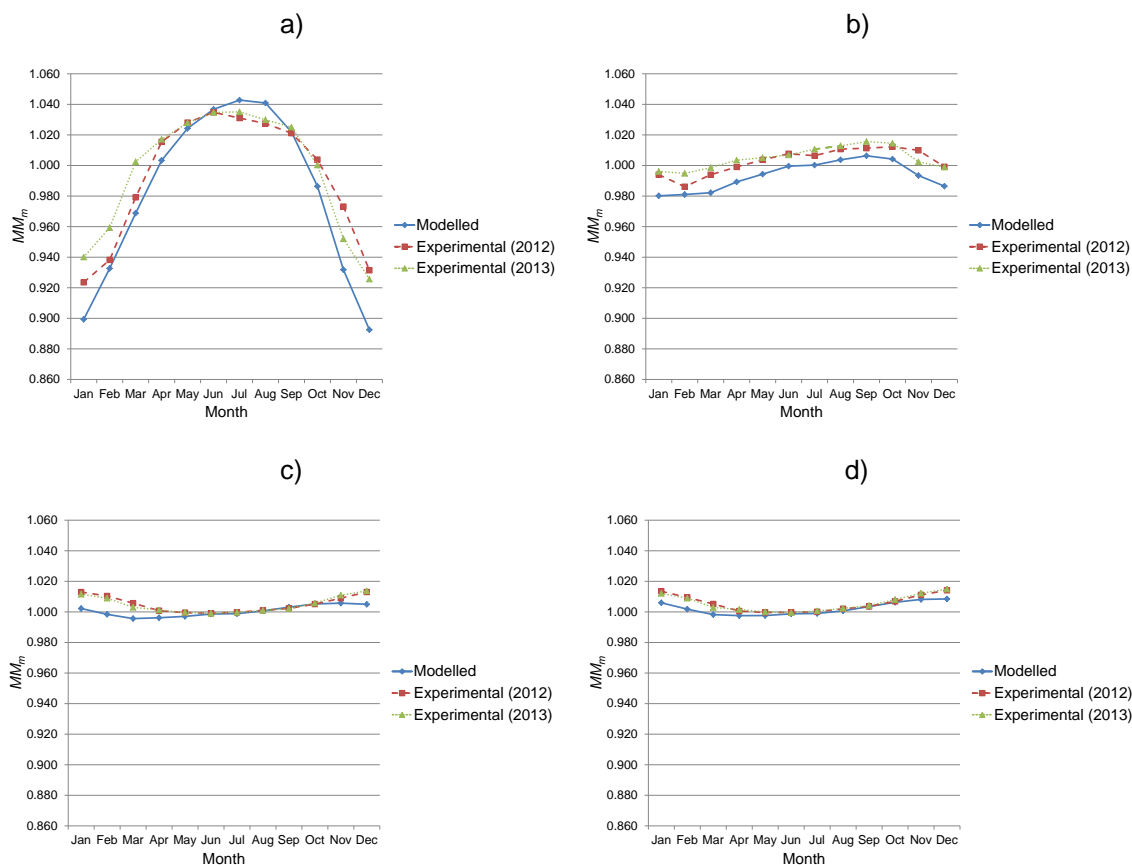 a)
1.060
1.040
1.020
1.000
0.980
0.960
0.940
0.920
0.900
0.880
0.860
MMm
Jan Feb Mar Apr May Jun Jul Aug Sep Oct Nov Dec
Month
Modelled
Experimental (2012)
Experimental (2013)
b)
1.060
1.040
1.020
1.000
0.980
0.960
0.940
0.920
0.900
0.880
0.860
MMm
Jan Feb Mar Apr May Jun Jul Aug Sep Oct Nov Dec
Month
Modelled
Experimental (2012)
Experimental (2013)
c)
1.060
1.040
1.020
1.000
0.980
0.960
0.940
0.920
0.900
0.880
0.860
MMm
Jan Feb Mar Apr May Jun Jul Aug Sep Oct Nov Dec
Month
Modelled
Experimental (2012)
Experimental (2013)
d)
1.060
1.040
1.020
1.000
0.980
0.960
0.940
0.920
0.900
0.880
0.860
MMm
Jan Feb Mar Apr May Jun Jul Aug Sep Oct Nov Dec
Month
Modelled
Experimental (2012)
Experimental (2013)